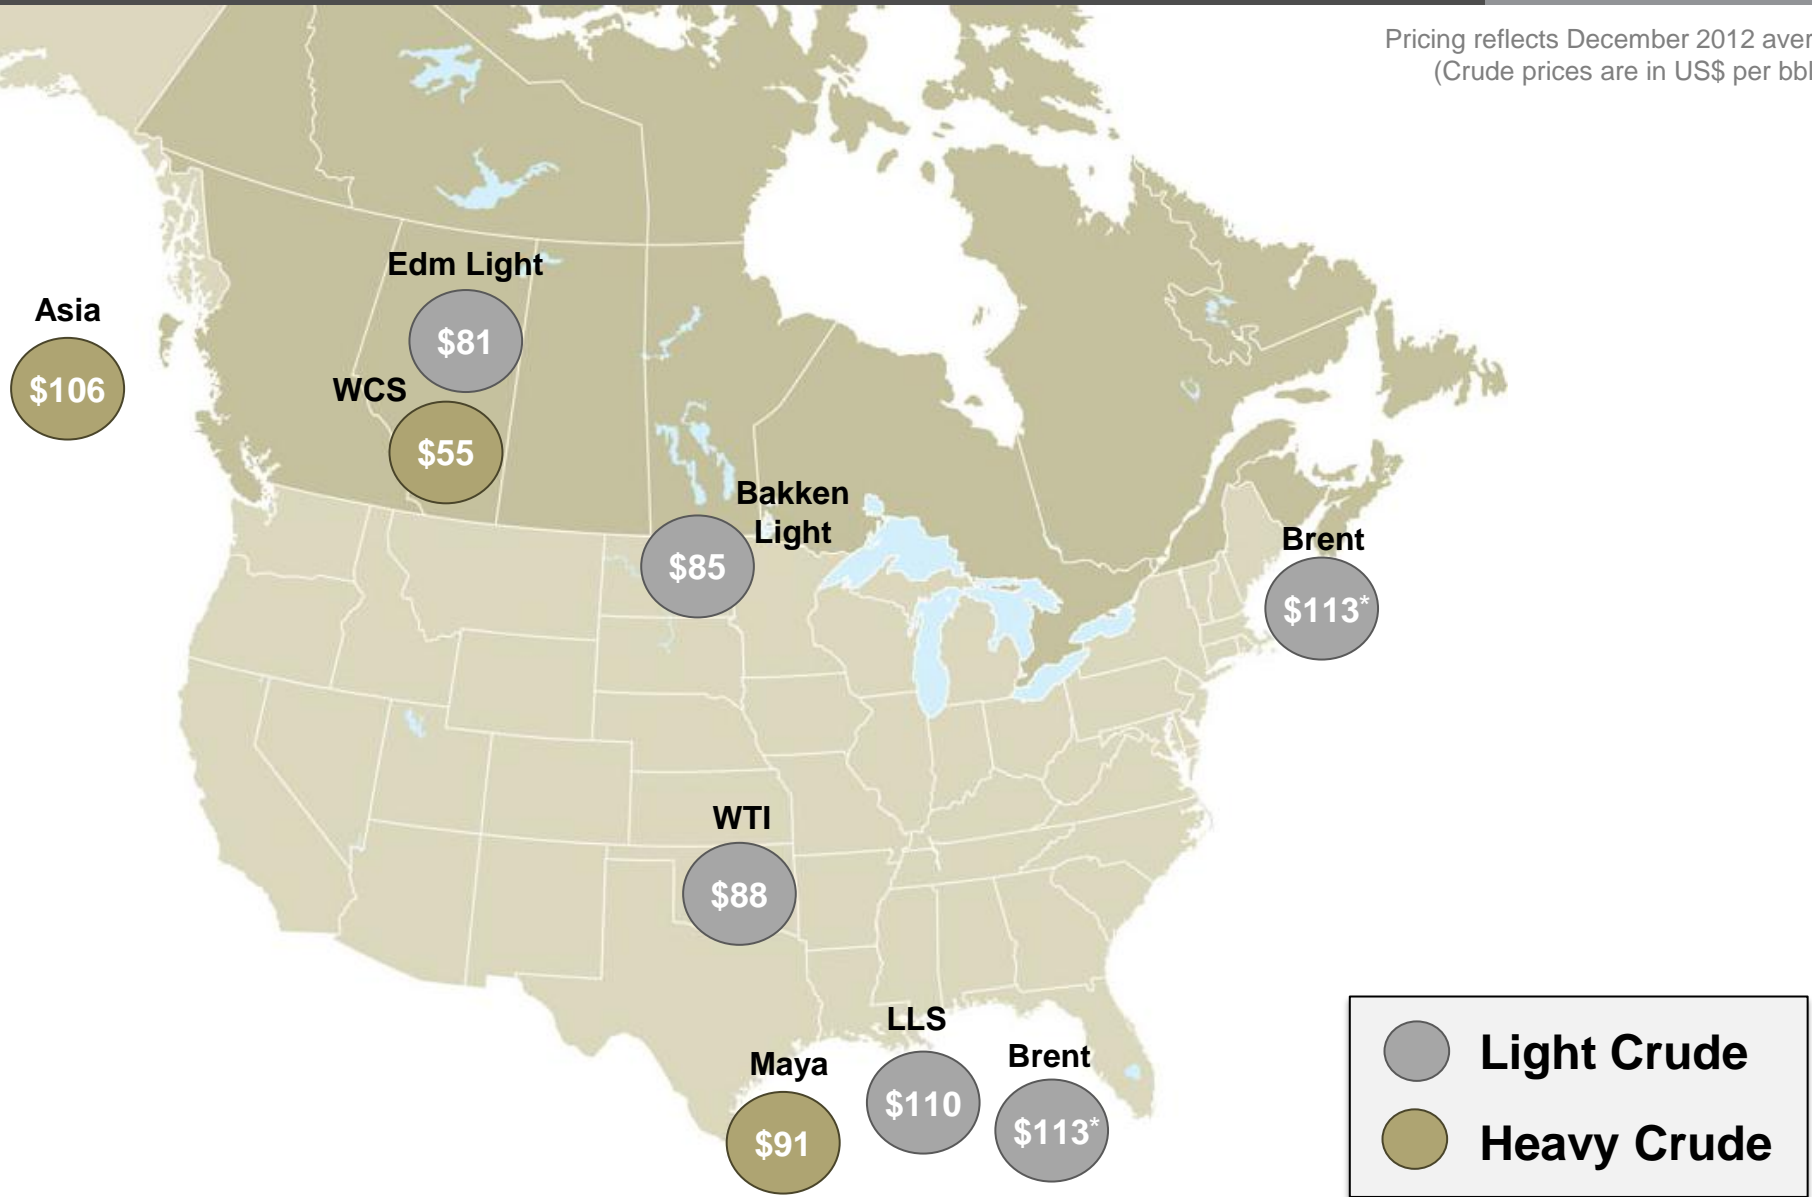 Pricing reflects December 2012 aver
(Crude prices are in US$ per bbl
Edm Light
$81
Asia
$106
WCS
$55
Bakken
Light
$85
Brent
$113*
WTI
$88
LLS
$110
Maya
$91
Brent
$113*
Light Crude
Heavy Crude